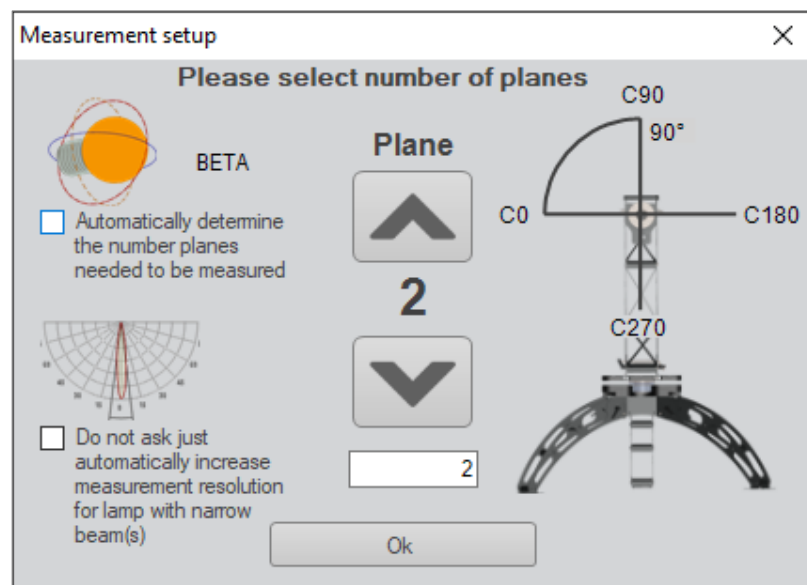 Measurement setup
Please select number of planes
BETA
Automatically determine
the number planes
needed to be measured
Do not ask just
automatically increase
measurement resolution
for lamp with narrow
beam(s)
Plane
2
2
C90
90°
C0
C180
C270
Ok